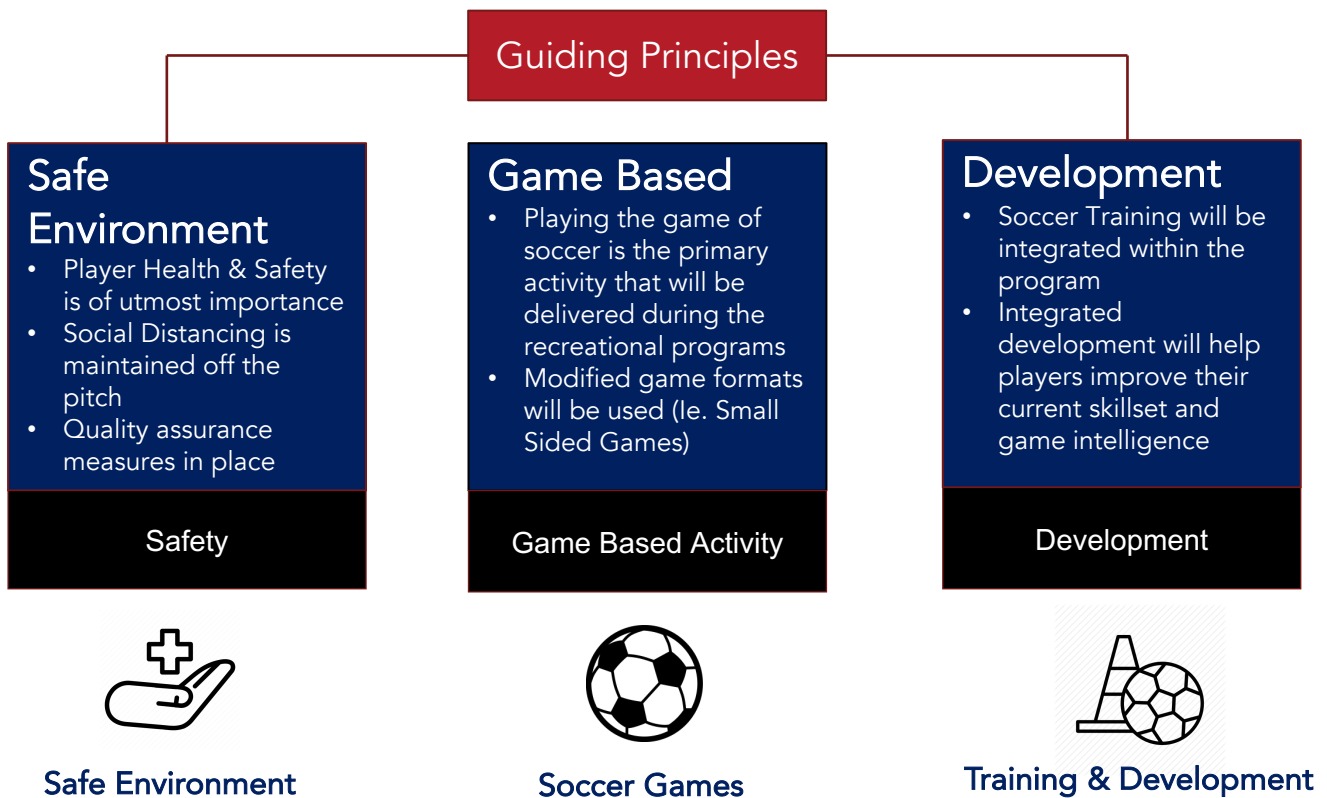 Guiding Principles
Safe
Environment
• Player Health & Safety
is of utmost importance
• Social Distancing is
maintained off the
pitch
• Quality assurance
measures in place
Safety
Safe Environment
Game Based
• Playing the game of
soccer is the primary
activity that will be
delivered during the
recreational programs
• Modified game formats
will be used (Ie. Small
Sided Games)
Game Based Activity
Soccer Games
Development
• Soccer Training will be
integrated within the
program
• Integrated
development will help
players improve their
current skillset and
game intelligence
Development
Training & Development